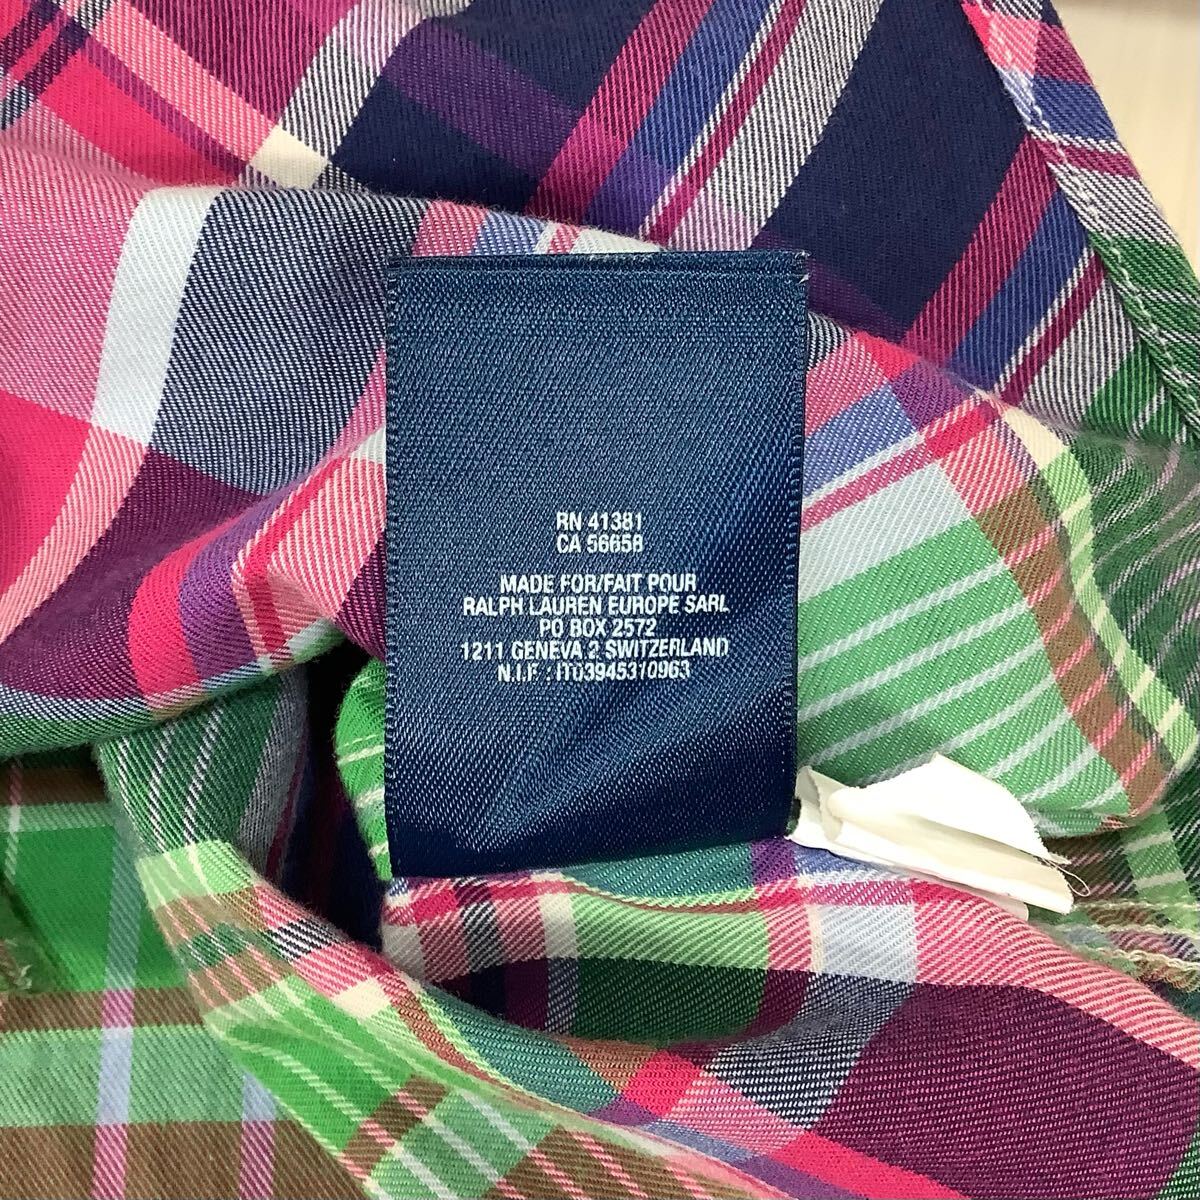 RN 41381
CA 56658
MADE FOR/FAIT POUR
RALPH LAUREN EUROPE SARL
PO BOX 2572
1211 GENEVA 2 SWITZERLAND
N.I.F : IT03945310963